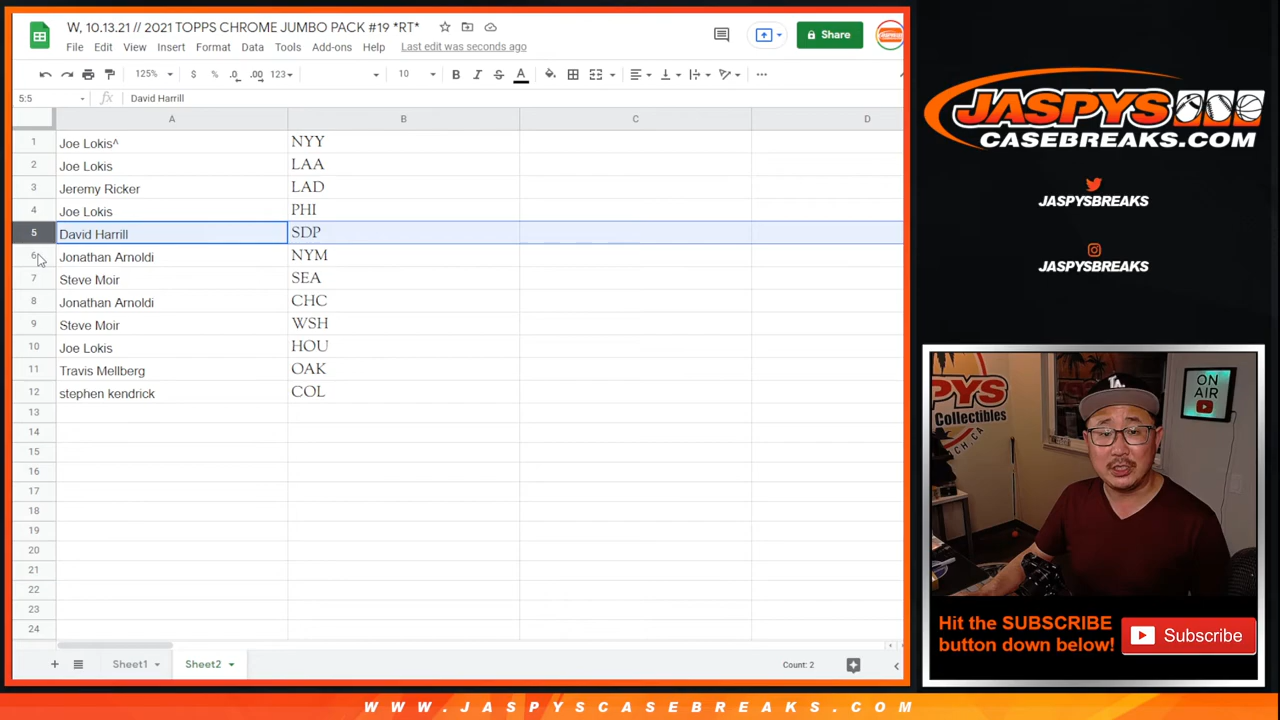 W, 10.13.21 // 2021 TOPPS CHROME JUMBO PACK #19 *RT*
File Edit View Insert Format Data Tools Add-ons Help Last edit was seconds ago
Share
125% $ % .0 .00 123 10 B I S A
5:5 fx David Harrill
A B C D
1 Joe Lokis^ NYY
2 Joe Lokis LAA
3 Jeremy Ricker LAD
4 Joe Lokis PHI
5 David Harrill SDP
6 Jonathan Arnoldi NYM
7 Steve Moir SEA
8 Jonathan Arnoldi CHC
9 Steve Moir WSH
10 Joe Lokis HOU
11 Travis Mellberg OAK
12 stephen kendrick COL
13
14
15
16
17
18
19
20
21
22
23
24
+ Sheet1 Sheet2 Count: 2
JASPYS
CASEBREAKS.COM
JASPYSBREAKS
JASPYSBREAKS
PYS
Collectibles
ON
AIR
Hit the SUBSCRIBE
button down below!
Subscribe
WWW.JASPYSCASEBREAKS.COM